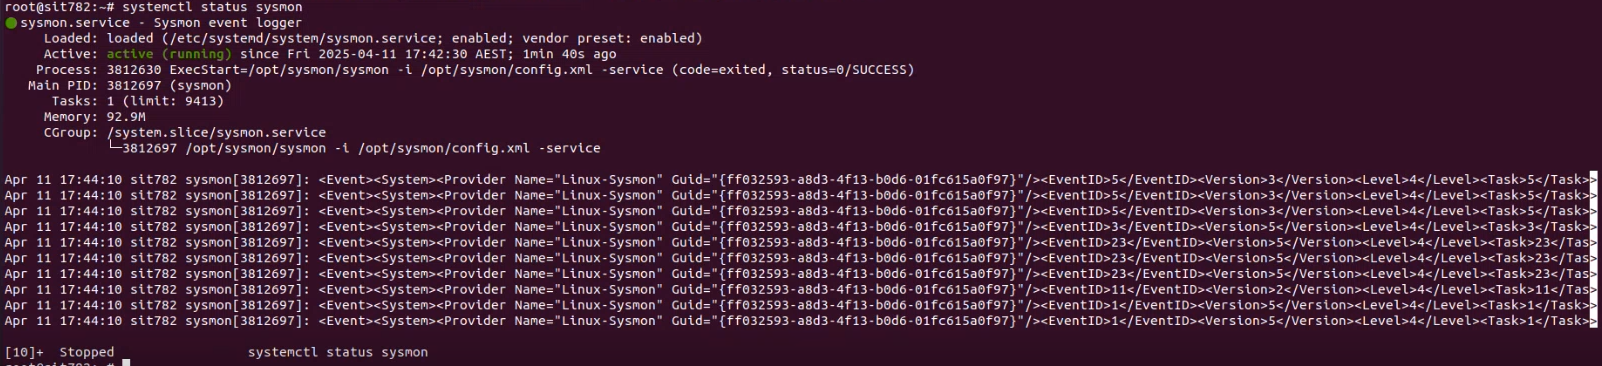 root@sit782:~# systemctl status sysmon
● sysmon.service - Sysmon event logger
Loaded: loaded (/etc/systemd/system/sysmon.service; enabled; vendor preset: enabled)
Active: active (running) since Fri 2025-04-11 17:42:30 AEST; 1min 40s ago
Process: 3812630 ExecStart=/opt/sysmon/sysmon -i /opt/sysmon/config.xml -service (code=exited, status=0/SUCCESS)
Main PID: 3812697 (sysmon)
Tasks: 1 (limit: 9413)
Memory: 92.9M
CGroup: /system.slice/sysmon.service
└─3812697 /opt/sysmon/sysmon -i /opt/sysmon/config.xml -service
Apr 11 17:44:10 sit782 sysmon[3812697]: <Event><System><Provider Name="Linux-Sysmon" Guid="{ff032593-a8d3-4f13-b0d6-01fc615a0f97}"/><EventID>5</EventID><Version>3</Version><Level>4</Level><Task>5</Task>>
Apr 11 17:44:10 sit782 sysmon[3812697]: <Event><System><Provider Name="Linux-Sysmon" Guid="{ff032593-a8d3-4f13-b0d6-01fc615a0f97}"/><EventID>5</EventID><Version>3</Version><Level>4</Level><Task>5</Task>>
Apr 11 17:44:10 sit782 sysmon[3812697]: <Event><System><Provider Name="Linux-Sysmon" Guid="{ff032593-a8d3-4f13-b0d6-01fc615a0f97}"/><EventID>5</EventID><Version>3</Version><Level>4</Level><Task>5</Task>>
Apr 11 17:44:10 sit782 sysmon[3812697]: <Event><System><Provider Name="Linux-Sysmon" Guid="{ff032593-a8d3-4f13-b0d6-01fc615a0f97}"/><EventID>3</EventID><Version>5</Version><Level>4</Level><Task>3</Task>>
Apr 11 17:44:10 sit782 sysmon[3812697]: <Event><System><Provider Name="Linux-Sysmon" Guid="{ff032593-a8d3-4f13-b0d6-01fc615a0f97}"/><EventID>23</EventID><Version>5</Version><Level>4</Level><Task>23</Tas>
Apr 11 17:44:10 sit782 sysmon[3812697]: <Event><System><Provider Name="Linux-Sysmon" Guid="{ff032593-a8d3-4f13-b0d6-01fc615a0f97}"/><EventID>23</EventID><Version>5</Version><Level>4</Level><Task>23</Tas>
Apr 11 17:44:10 sit782 sysmon[3812697]: <Event><System><Provider Name="Linux-Sysmon" Guid="{ff032593-a8d3-4f13-b0d6-01fc615a0f97}"/><EventID>23</EventID><Version>5</Version><Level>4</Level><Task>23</Tas>
Apr 11 17:44:10 sit782 sysmon[3812697]: <Event><System><Provider Name="Linux-Sysmon" Guid="{ff032593-a8d3-4f13-b0d6-01fc615a0f97}"/><EventID>11</EventID><Version>2</Version><Level>4</Level><Task>11</Tas>
Apr 11 17:44:10 sit782 sysmon[3812697]: <Event><System><Provider Name="Linux-Sysmon" Guid="{ff032593-a8d3-4f13-b0d6-01fc615a0f97}"/><EventID>1</EventID><Version>5</Version><Level>4</Level><Task>1</Task>>
Apr 11 17:44:10 sit782 sysmon[3812697]: <Event><System><Provider Name="Linux-Sysmon" Guid="{ff032593-a8d3-4f13-b0d6-01fc615a0f97}"/><EventID>1</EventID><Version>5</Version><Level>4</Level><Task>1</Task>>
[10]+  Stopped                 systemctl status sysmon